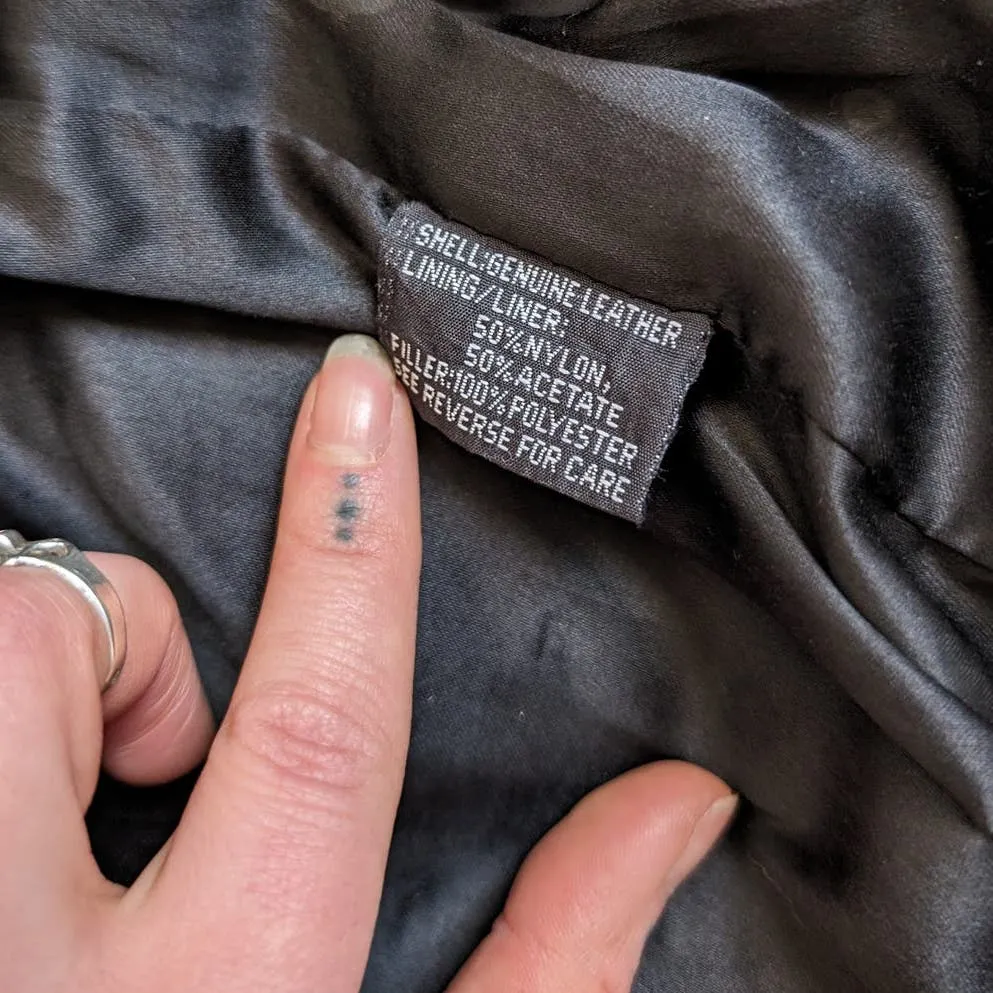 SHELL:GENUINE LEATHER
LINING/LINER:
50%NYLON,
50%ACETATE
FILLER:100%POLYESTER
SEE REVERSE FOR CARE